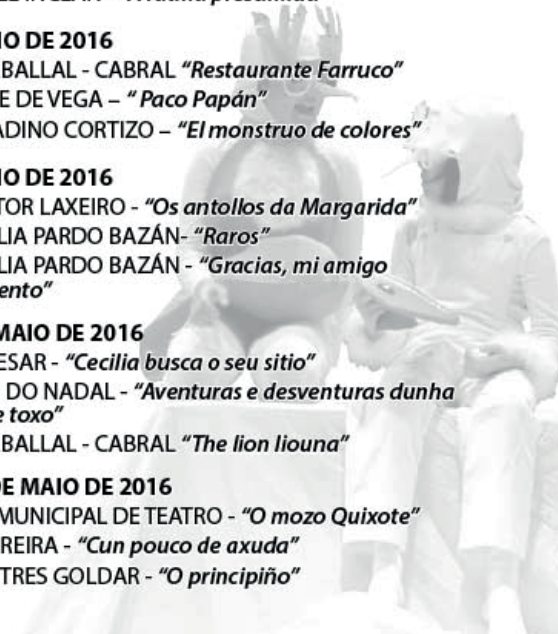 IO DE 2016
BALLAL - CABRAL “Restaurante Farruco”
E DE VEGA – “ Paco Papán”
ADINO CORTIZO – “El monstruo de colores”
IO DE 2016
TOR LAXEIRO - “Os antollos da Margarida”
LIA PARDO BAZÁN- “Raros”
LIA PARDO BAZÁN - “Gracias, mi amigo
ento”
MAIO DE 2016
ESAR - “Cecilia busca o seu sitio”
DO NADAL - “Aventuras e desventuras dunha
e toxo”
BALLAL - CABRAL “The lion liouna”
DE MAIO DE 2016
MUNICIPAL DE TEATRO - “O mozo Quixote”
REIRA - “Cun pouco de axuda”
TRES GOLDAR - “O principiño”